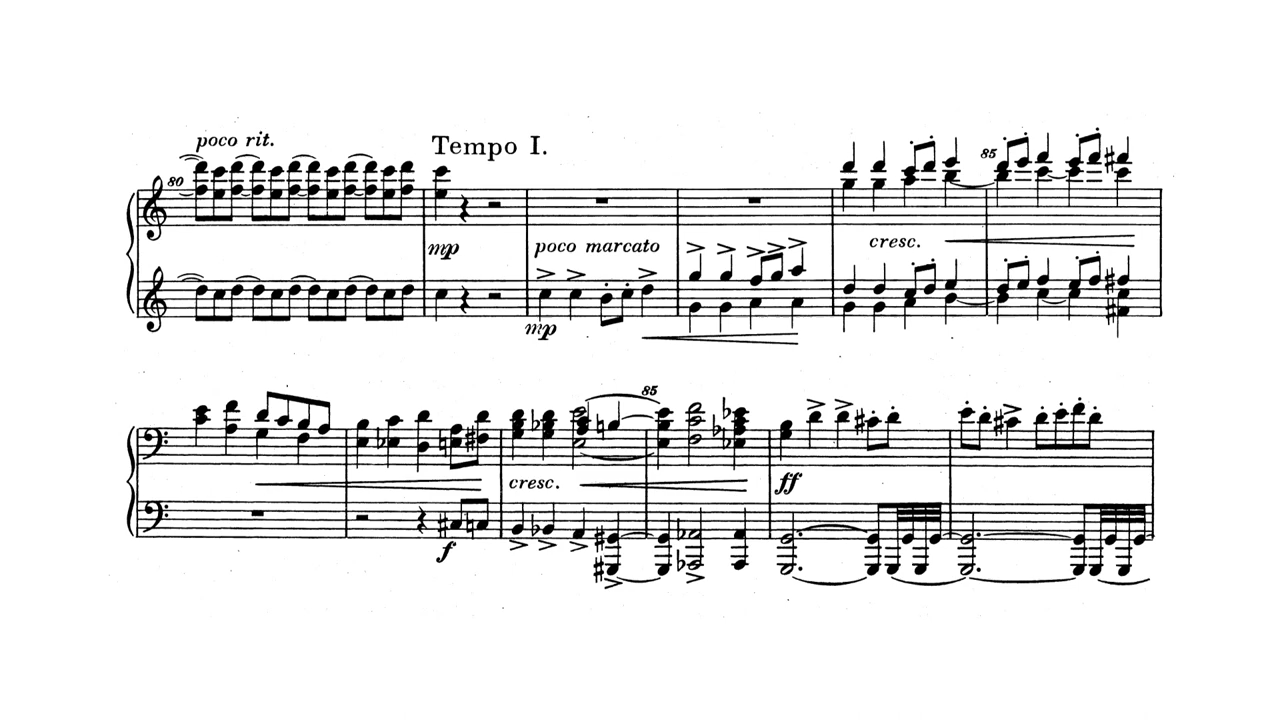 poco rit.
Tempo I.
80
85
mp
poco marcato
cresc.
mp
85
cresc.
ff
f